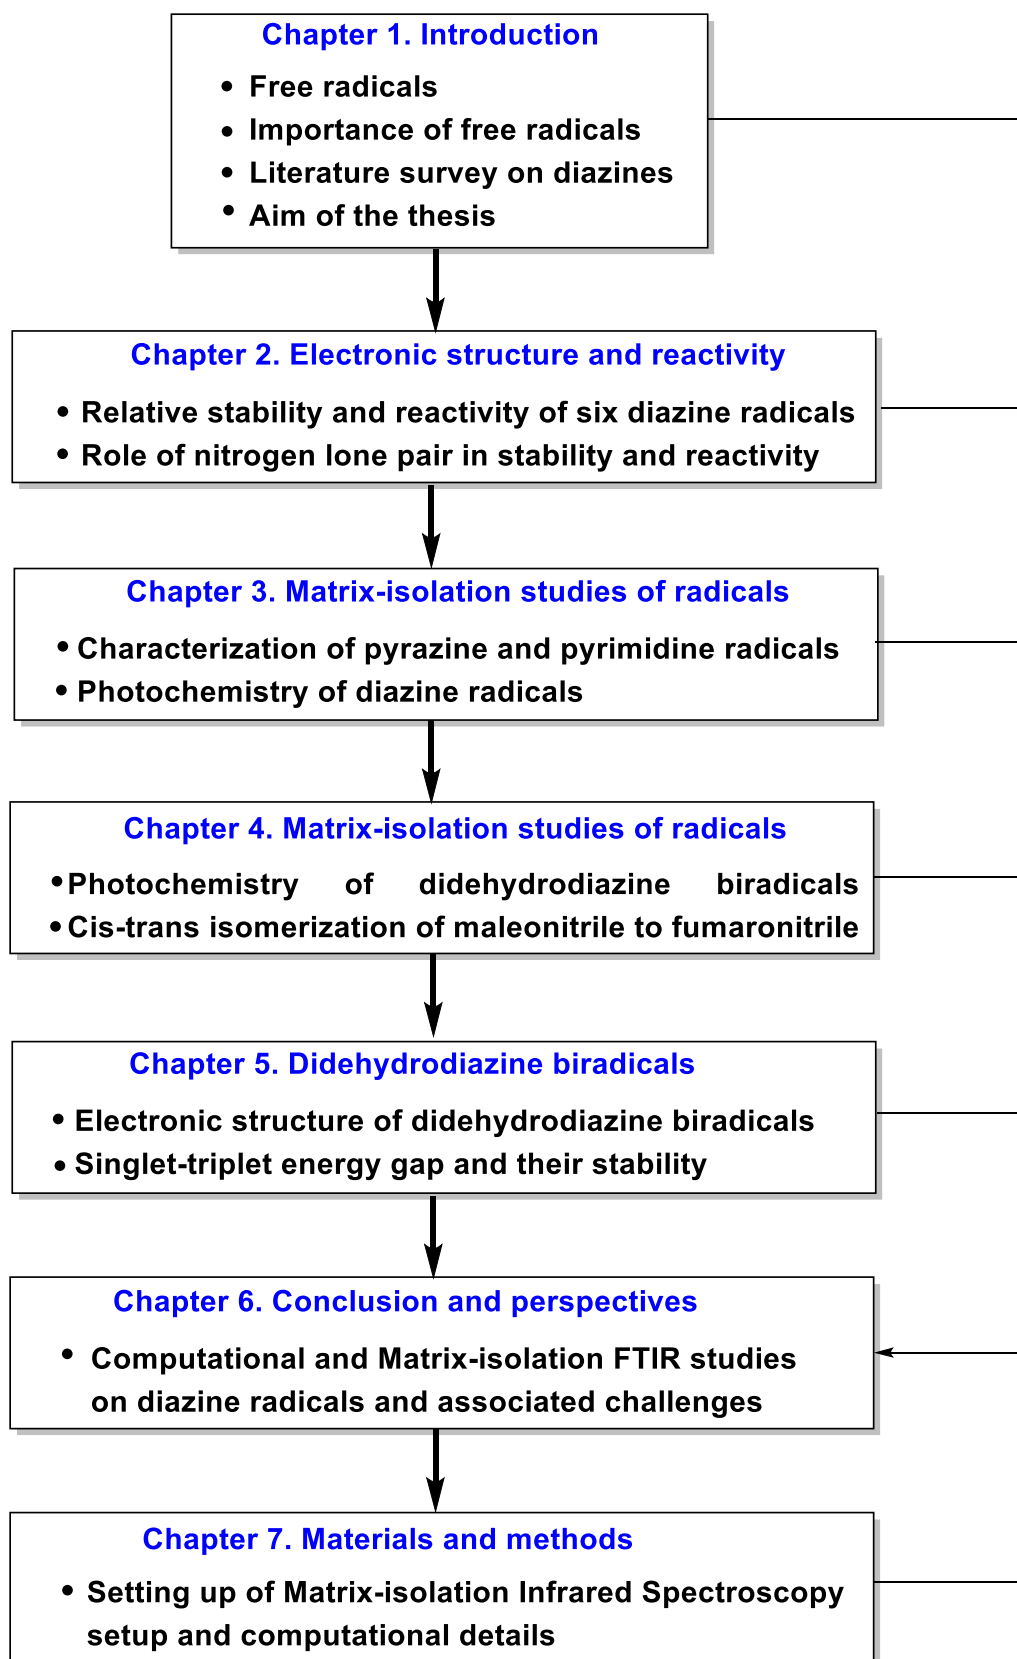 Chapter 1. Introduction
• Free radicals
• Importance of free radicals
• Literature survey on diazines
• Aim of the thesis
Chapter 2. Electronic structure and reactivity
• Relative stability and reactivity of six diazine radicals
• Role of nitrogen lone pair in stability and reactivity
Chapter 3. Matrix-isolation studies of radicals
• Characterization of pyrazine and pyrimidine radicals
• Photochemistry of diazine radicals
Chapter 4. Matrix-isolation studies of radicals
• Photochemistry of didehydrodiazine biradicals
• Cis-trans isomerization of maleonitrile to fumaronitrile
Chapter 5. Didehydrodiazine biradicals
• Electronic structure of didehydrodiazine biradicals
• Singlet-triplet energy gap and their stability
Chapter 6. Conclusion and perspectives
• Computational and Matrix-isolation FTIR studies
on diazine radicals and associated challenges
Chapter 7. Materials and methods
• Setting up of Matrix-isolation Infrared Spectroscopy
setup and computational details